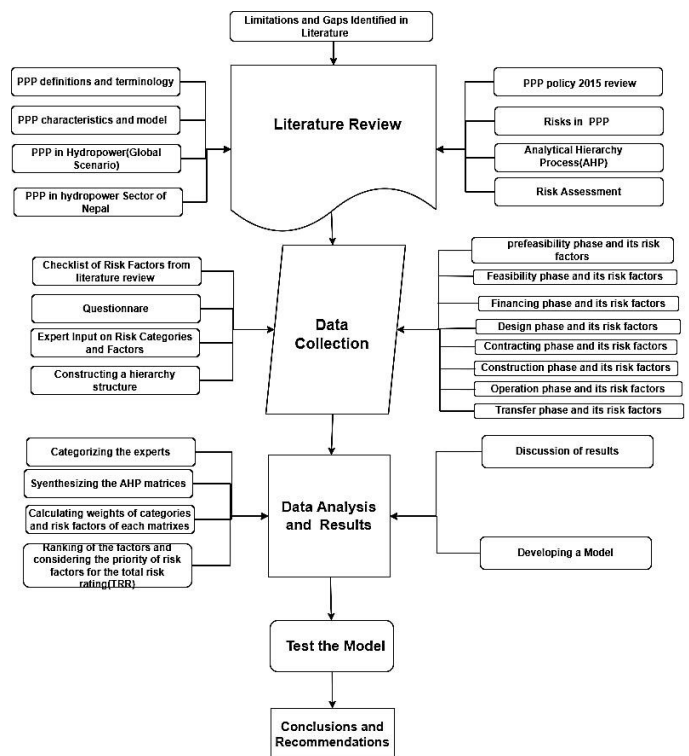 Limitations and Gaps Identified in
Literature
PPP definitions and terminology
PPP characteristics and model
PPP in Hydropower(Global
Scenario)
PPP in hydropower Sector of
Nepal
Literature Review
PPP policy 2015 review
Risks in PPP
Analytical Hierarchy
Process(AHP)
Risk Assessment
Checklist of Risk Factors from
literature review
Questionnare
Expert Input on Risk Categories
and Factors
Constructing a hierarchy
structure
Data
Collection
prefeasibility phase and its risk
factors
Feasibility phase and its risk factors
Financing phase and its risk factors
Design phase and its risk factors
Contracting phase and its risk factors
Construction phase and its risk factors
Operation phase and its risk factors
Transfer phase and its risk factors
Categorizing the experts
Syenthesizing the AHP matrices
Calculating weights of categories
and risk factors of each matrixes
Ranking of the factors and
considering the priority of risk
factors for the total risk
rating(TRR)
Data Analysis
and Results
Discussion of results
Developing a Model
Test the Model
Conclusions and
Recommendations